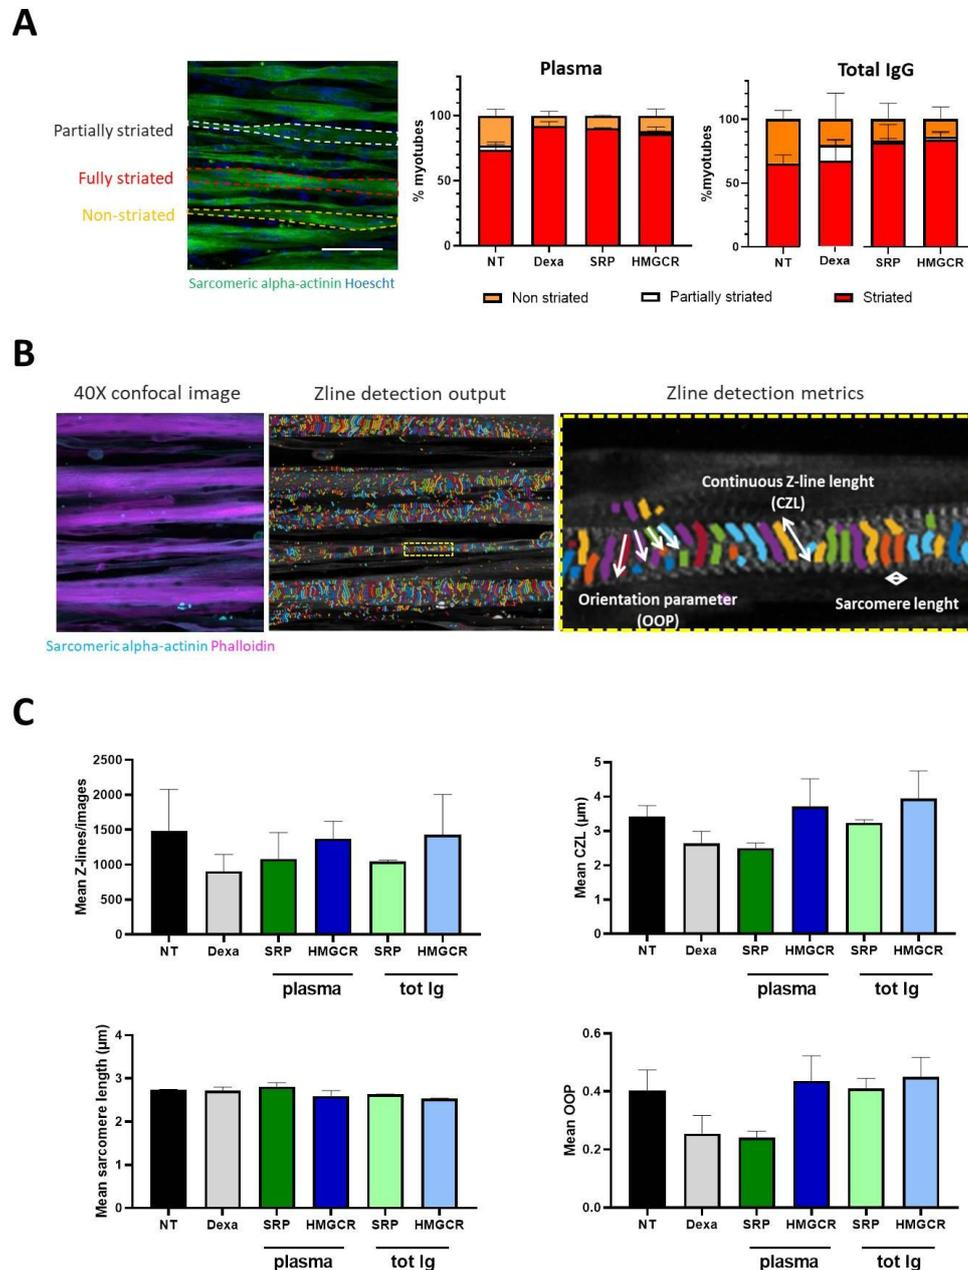 A
Plasma
Total IgG
Partially striated
Fully striated
Non-striated
Sarcomeric alpha-actinin Hoescht
% myotubes
100
50
0
NT Dexa SRP HMGCR
%myotubes
100
50
0
NT Dexa SRP HMGCR
Non striated Partially striated Striated
B
40X confocal image
Zline detection output
Zline detection metrics
Continuous Z-line lenght
(CZL)
Orientation parameter
(OOP)
Sarcomere lenght
Sarcomeric alpha-actinin Phalloidin
C
Mean Z-lines/images
2500
2000
1500
1000
500
0
NT Dexa SRP HMGCR SRP HMGCR
plasma tot Ig
Mean CZL (µm)
5
4
3
2
1
0
NT Dexa SRP HMGCR SRP HMGCR
plasma tot Ig
Mean sarcomere length (µm)
4
3
2
1
0
NT Dexa SRP HMGCR SRP HMGCR
plasma tot Ig
Mean OOP
0.6
0.4
0.2
0.0
NT Dexa SRP HMGCR SRP HMGCR
plasma tot Ig